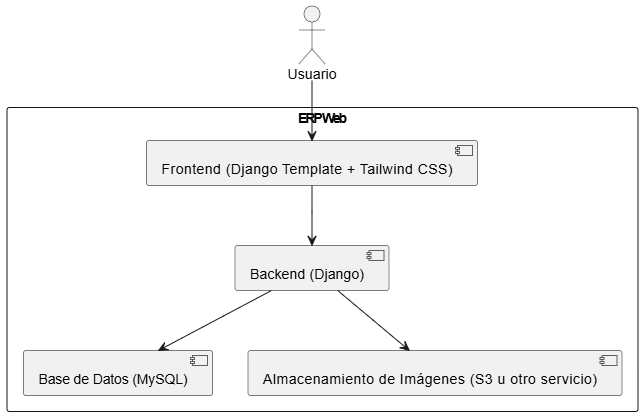 Usuario
ERPWeb
Frontend (Django Template + Tailwind CSS)
Backend (Django)
Base de Datos (MySQL)
Almacenamiento de Imágenes (S3 u otro servicio)